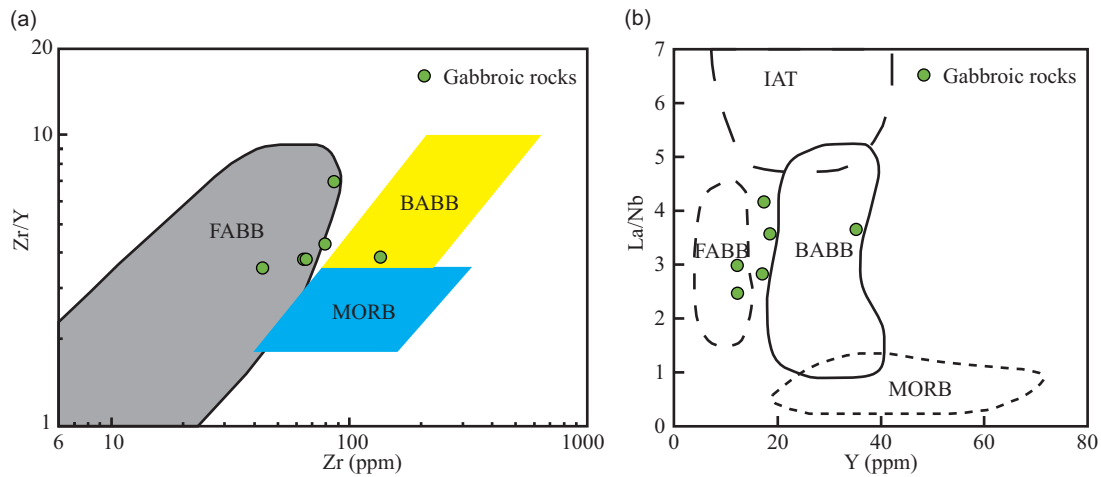 (a)
20
10
1
Zr/Y
Gabbroic rocks
FABB
BABB
MORB
6 10 100 1000
Zr (ppm)
(b)
7
6
5
4
3
2
1
0
La/Nb
IAT
Gabbroic rocks
FABB
BABB
MORB
0 20 40 60 80
Y (ppm)